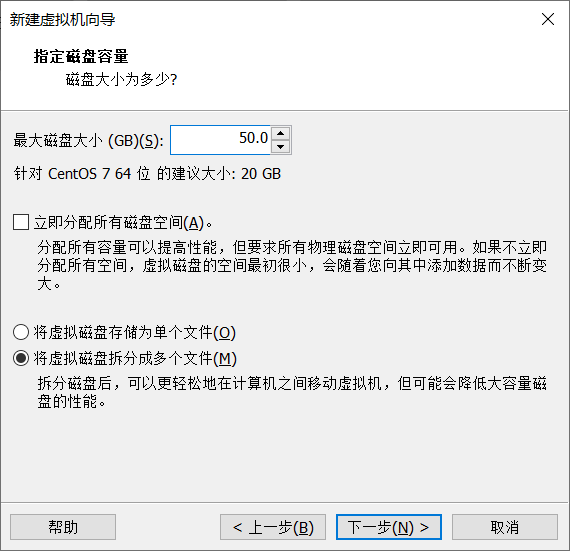 新建虚拟机向导
指定磁盘容量
磁盘大小为多少?
最大磁盘大小 (GB)(S): 50.0
针对 CentOS 7 64 位 的建议大小: 20 GB
立即分配所有磁盘空间(A)。
分配所有容量可以提高性能，但要求所有物理磁盘空间立即可用。如果不立即
分配所有空间，虚拟磁盘的空间最初很小，会随着您向其中添加数据而不断变
大。
将虚拟磁盘存储为单个文件(O)
将虚拟磁盘拆分成多个文件(M)
拆分磁盘后，可以更轻松地在计算机之间移动虚拟机，但可能会降低大容量磁
盘的性能。
帮助 < 上一步(B) 下一步(N) > 取消